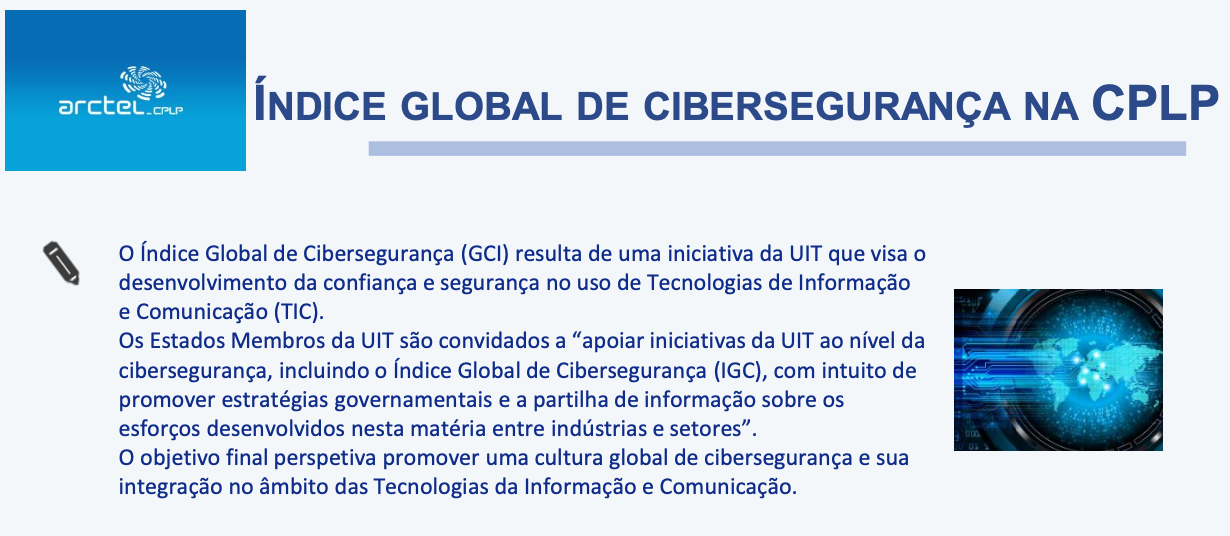 arctel_CPLP
ÍNDICE GLOBAL DE CIBERSEGURANÇA NA CPLP
O Índice Global de Cibersegurança (GCI) resulta de uma iniciativa da UIT que visa o
desenvolvimento da confiança e segurança no uso de Tecnologias de Informação
e Comunicação (TIC).
Os Estados Membros da UIT são convidados a “apoiar iniciativas da UIT ao nível da
cibersegurança, incluindo o Índice Global de Cibersegurança (IGC), com intuito de
promover estratégias governamentais e a partilha de informação sobre os
esforços desenvolvidos nesta matéria entre indústrias e setores”.
O objetivo final perspetiva promover uma cultura global de cibersegurança e sua
integração no âmbito das Tecnologias da Informação e Comunicação.